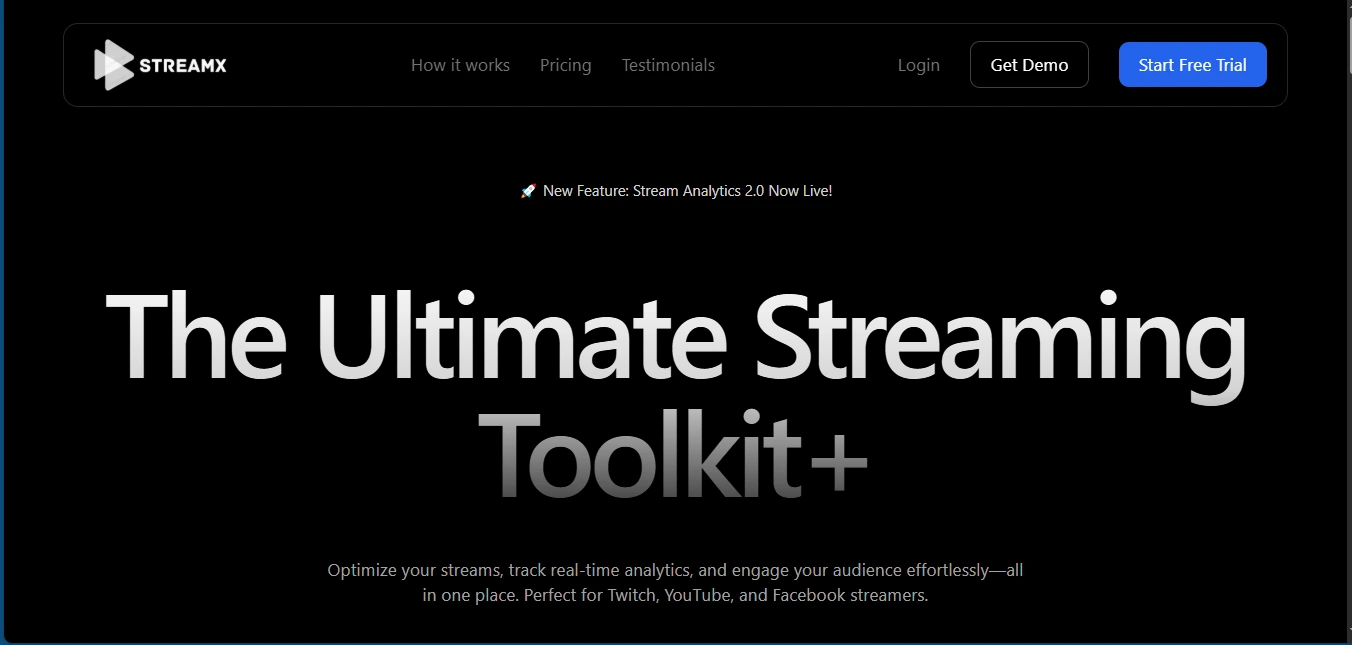 STREAMX
How it works
Pricing
Testimonials
Login
Get Demo
Start Free Trial
🚀 New Feature: Stream Analytics 2.0 Now Live!
The Ultimate Streaming
Toolkit+
Optimize your streams, track real-time analytics, and engage your audience effortlessly—all
in one place. Perfect for Twitch, YouTube, and Facebook streamers.